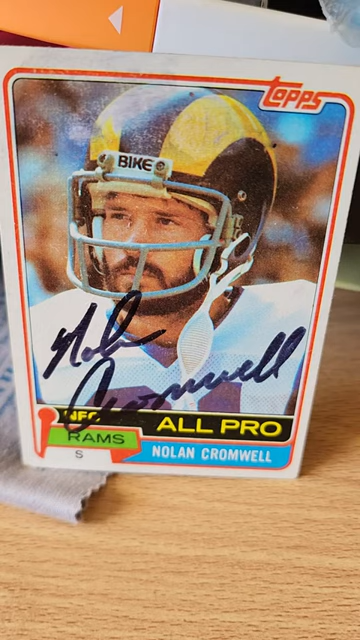 Topps
BIKE
Nolan
Cromwell
NFC
ALL PRO
RAMS
NOLAN CROMWELL
S